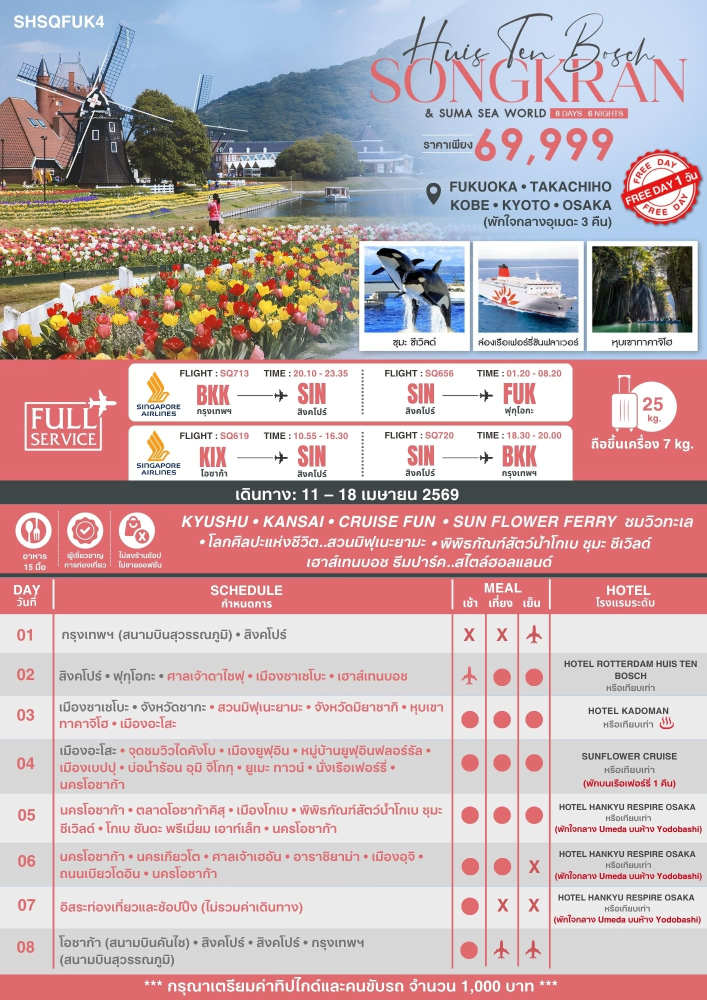 SHSQFUK4
Huis Ten Bosch
SONGKRAN
& SUMA SEA WORLD 8 DAYS 6 NIGHTS
ราคาเพียง 69,999
FUKUOKA • TAKACHIHO
KOBE • KYOTO • OSAKA
(พักใจกลางอุเมดะ 3 คืน)
FREE DAY
FREE DAY 1 วัน
FREE DAY
ซุมะ ซีเวิลด์
ล่องเรือเฟอร์รี่ซันฟลาวเวอร์
หุบเขาทาคาจิโฮ
FULL
SERVICE
SINGAPORE
AIRLINES
FLIGHT : SQ713 TIME : 20.10 - 23.35
BKK SIN
กรุงเทพฯ สิงคโปร์
FLIGHT : SQ656 TIME : 01.20 - 08.20
SIN FUK
สิงคโปร์ ฟุกุโอกะ
SINGAPORE
AIRLINES
FLIGHT : SQ619 TIME : 10.55 - 16.30
KIX SIN
โอซาก้า สิงคโปร์
FLIGHT : SQ720 TIME : 18.30 - 20.00
SIN BKK
สิงคโปร์ กรุงเทพฯ
25
kg.
ถือขึ้นเครื่อง 7 kg.
เดินทาง: 11 – 18 เมษายน 2569
อาหาร
15 มื้อ
ผู้เชี่ยวชาญ
การท่องเที่ยว
X
ไม่ลงร้านช้อป
ไม่ขายออฟชั่น
KYUSHU • KANSAI • CRUISE FUN • SUN FLOWER FERRY ชมวิวทะเล
• โลกศิลปะแห่งชีวิต..สวนมิฟุเนะยามะ • พิพิธภัณฑ์สัตว์น้ำโกเบ ซุมะ ซีเวิลด์
เฮาส์เทนบอช ธีมปาร์ค..สไตล์ฮอลแลนด์
DAY SCHEDULE MEAL HOTEL
วันที่ กำหนดการ เช้า เที่ยง เย็น โรงแรมระดับ
01 กรุงเทพฯ (สนามบินสุวรรณภูมิ) • สิงคโปร์ X X
02 สิงคโปร์ • ฟุกุโอกะ • ศาลเจ้าดาไซฟุ • เมืองซาเซโบะ • เฮาส์เทนบอช
HOTEL ROTTERDAM HUIS TEN
BOSCH
หรือเทียบเท่า
03 เมืองซาเซโบะ • จังหวัดซากะ • สวนมิฟุเนะยามะ • จังหวัดมิยาซากิ • หุบเขา
ทาคาจิโฮ • เมืองอะโสะ
HOTEL KADOMAN
หรือเทียบเท่า
04 เมืองอะโสะ • จุดชมวิวไดคังโบ • เมืองยูฟุอิน • หมู่บ้านยูฟุอินฟลอร์รัล •
เมืองเบปปุ • บ่อน้ำร้อน อุมิ จิโกกุ • ยูเมะ ทาวน์ • นั่งเรือเฟอร์รี่ •
นครโอซาก้า
SUNFLOWER CRUISE
หรือเทียบเท่า
(พักบนเรือเฟอร์รี่ 1 คืน)
05 นครโอซาก้า • ตลาดโอซาก้าคิสุ • เมืองโกเบ • พิพิธภัณฑ์สัตว์น้ำโกเบ ซุมะ
ซีเวิลด์ • โกเบ ซันดะ พรีเมี่ยม เอาท์เล็ท • นครโอซาก้า
HOTEL HANKYU RESPIRE OSAKA
หรือเทียบเท่า
(พักใจกลาง Umeda บนห้าง Yodobashi)
06 นครโอซาก้า • นครเกียวโต • ศาลเจ้าเฮอัน • อาราชิยาม่า • เมืองอุจิ •
ถนนเบียวโดอิน • นครโอซาก้า
X
HOTEL HANKYU RESPIRE OSAKA
หรือเทียบเท่า
(พักใจกลาง Umeda บนห้าง Yodobashi)
07 อิสระท่องเที่ยวและช้อปปิ้ง (ไม่รวมค่าเดินทาง) X X
HOTEL HANKYU RESPIRE OSAKA
หรือเทียบเท่า
(พักใจกลาง Umeda บนห้าง Yodobashi)
08 โอซาก้า (สนามบินคันไซ) • สิงคโปร์ • สิงคโปร์ • กรุงเทพฯ
(สนามบินสุวรรณภูมิ)
*** กรุณาเตรียมค่าทิปไกด์และคนขับรถ จำนวน 1,000 บาท ***